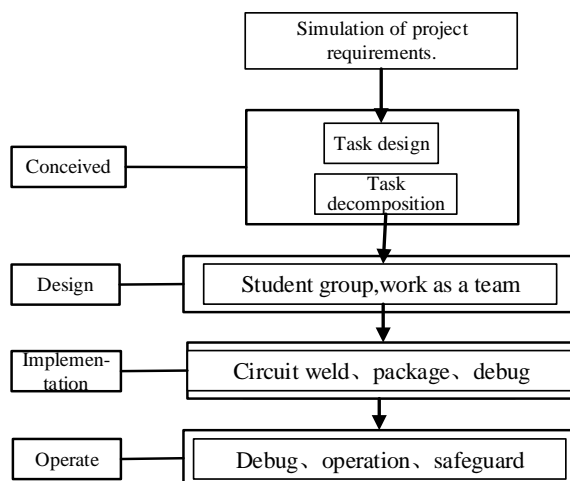 Simulation of project
requirements.
Task design
Conceived
Task
decomposition
Design
Student group,work as a team
Implemen-
tation
Circuit weld、package、debug
Operate
Debug、operation、safeguard